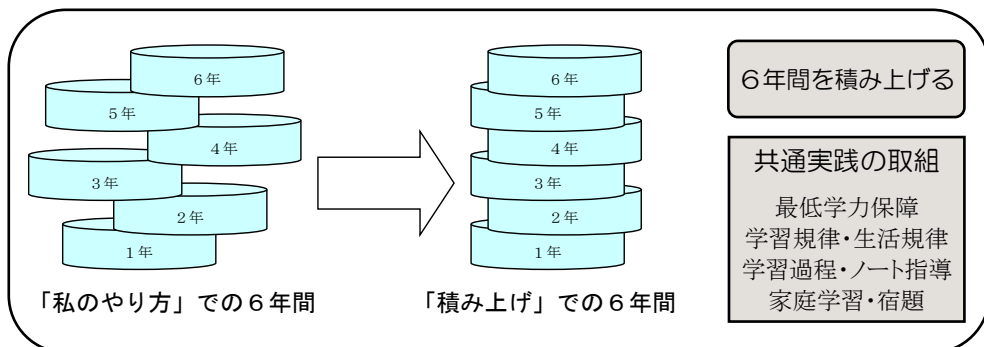 6年
5年
4年
3年
2年
1年
「私のやり方」での6年間
6年
5年
4年
3年
2年
1年
「積み上げ」での6年間
6年間を積み上げる
共通実践の取組
最低学力保障
学習規律・生活規律
学習過程・ノート指導
家庭学習・宿題